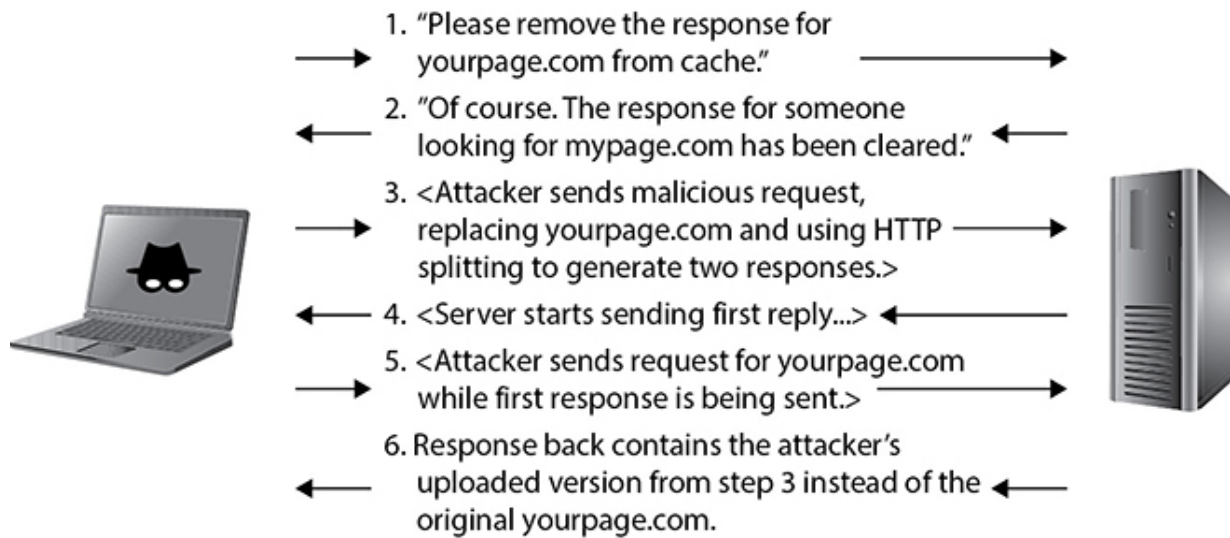 1. "Please remove the response for
yourpage.com from cache."
2. "Of course. The response for someone
looking for mypage.com has been cleared."
3. <Attacker sends malicious request,
replacing yourpage.com and using HTTP
splitting to generate two responses.>
4. <Server starts sending first reply...>
5. <Attacker sends request for yourpage.com
while first response is being sent.>
6. Response back contains the attacker's
uploaded version from step 3 instead of the
original yourpage.com.